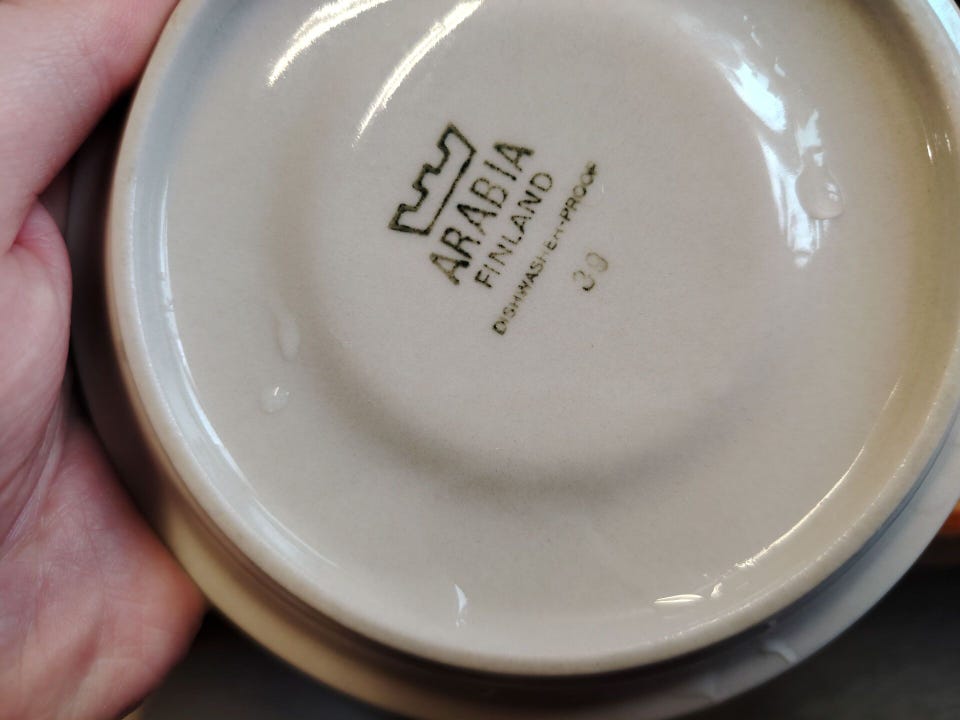 ARABIA
FINLAND
DISHWASHER-PROOF
39